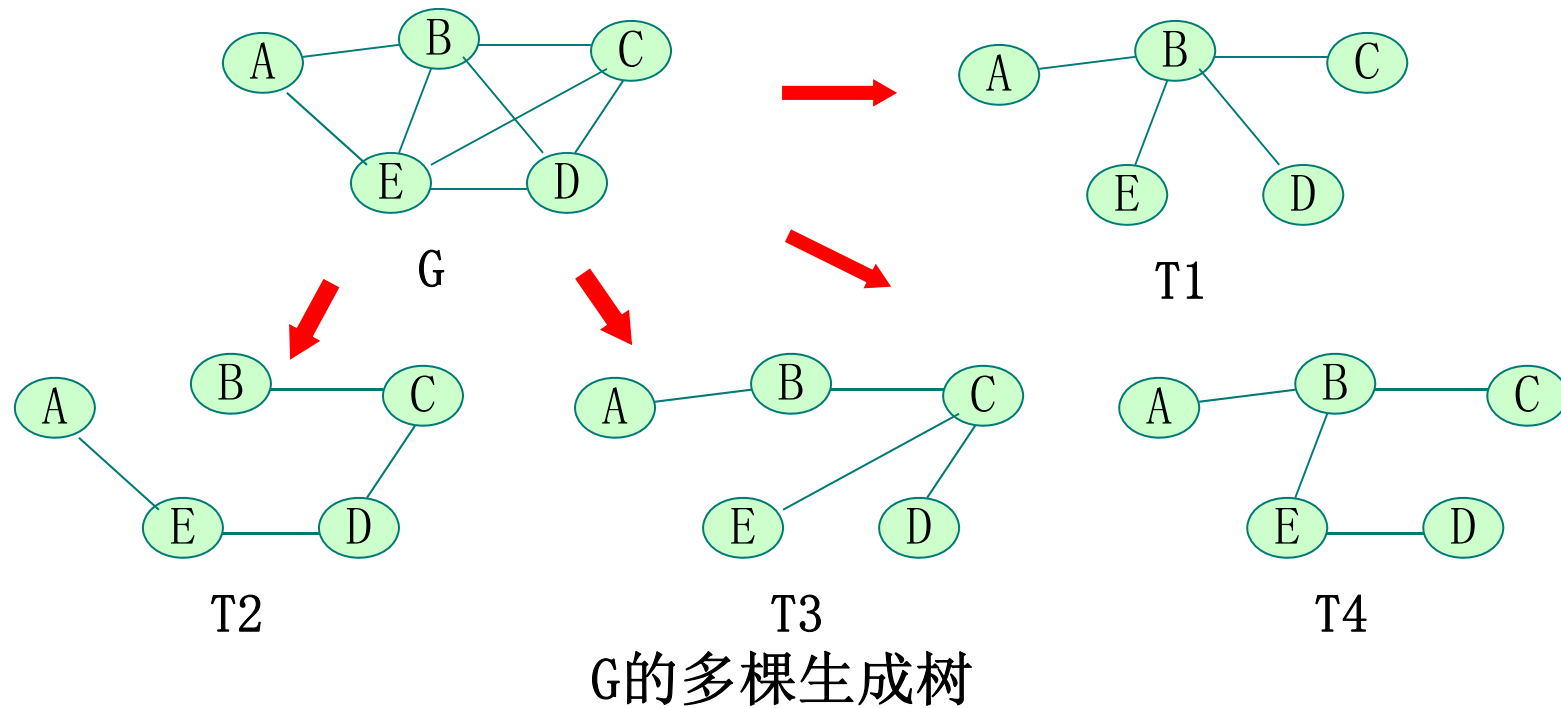 A B C
E D
G
A B C
E D
T1
A B C
E D
T2
A B C
E D
T3
A B C
E D
T4
G的多棵生成树